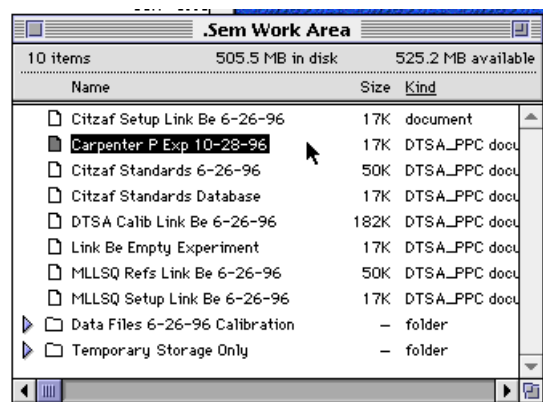 .Sem Work Area
10 items 505.5 MB in disk 525.2 MB available
Name Size Kind
Citzaf Setup Link Be 6-26-96 17K document
Carpenter P Exp 10-28-96 17K DTSA_PPC docu
Citzaf Standards 6-26-96 50K DTSA_PPC docu
Citzaf Standards Database 17K DTSA_PPC docu
DTSA Calib Link Be 6-26-96 182K DTSA_PPC docu
Link Be Empty Experiment 17K DTSA_PPC docu
MLLSQ Refs Link Be 6-26-96 50K DTSA_PPC docu
MLLSQ Setup Link Be 6-26-96 17K DTSA_PPC docu
Data Files 6-26-96 Calibration – folder
Temporary Storage Only – folder